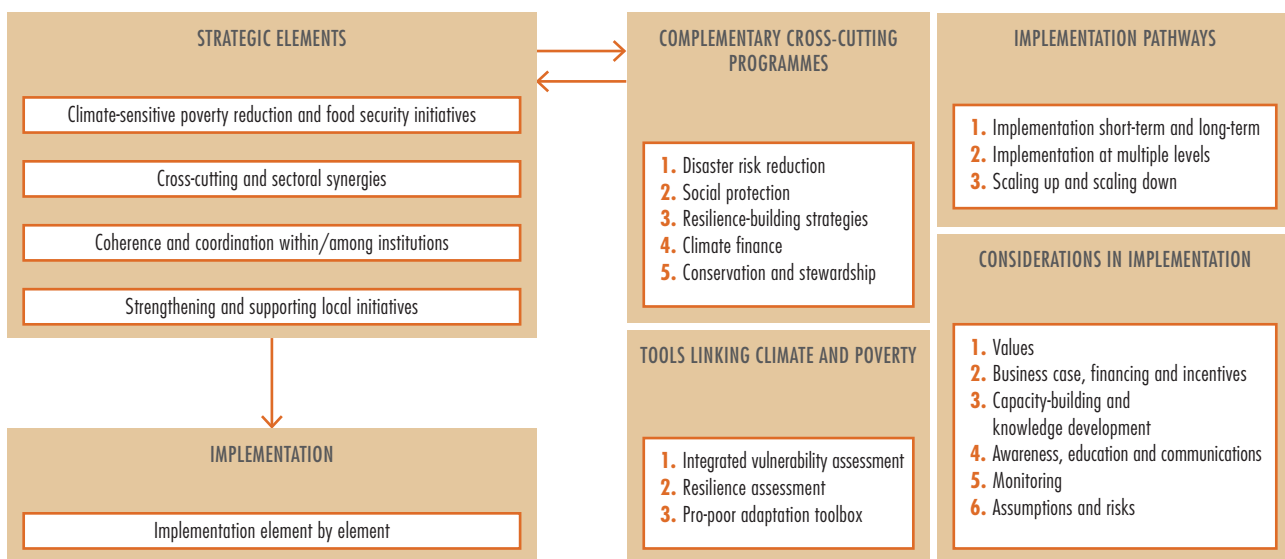 STRATEGIC ELEMENTS
Climate-sensitive poverty reduction and food security initiatives
Cross-cutting and sectoral synergies
Coherence and coordination within/among institutions
Strengthening and supporting local initiatives
IMPLEMENTATION
Implementation element by element
COMPLEMENTARY CROSS-CUTTING
PROGRAMMES
1. Disaster risk reduction
2. Social protection
3. Resilience-building strategies
4. Climate finance
5. Conservation and stewardship
TOOLS LINKING CLIMATE AND POVERTY
1. Integrated vulnerability assessment
2. Resilience assessment
3. Pro-poor adaptation toolbox
IMPLEMENTATION PATHWAYS
1. Implementation short-term and long-term
2. Implementation at multiple levels
3. Scaling up and scaling down
CONSIDERATIONS IN IMPLEMENTATION
1. Values
2. Business case, financing and incentives
3. Capacity-building and
knowledge development
4. Awareness, education and communications
5. Monitoring
6. Assumptions and risks